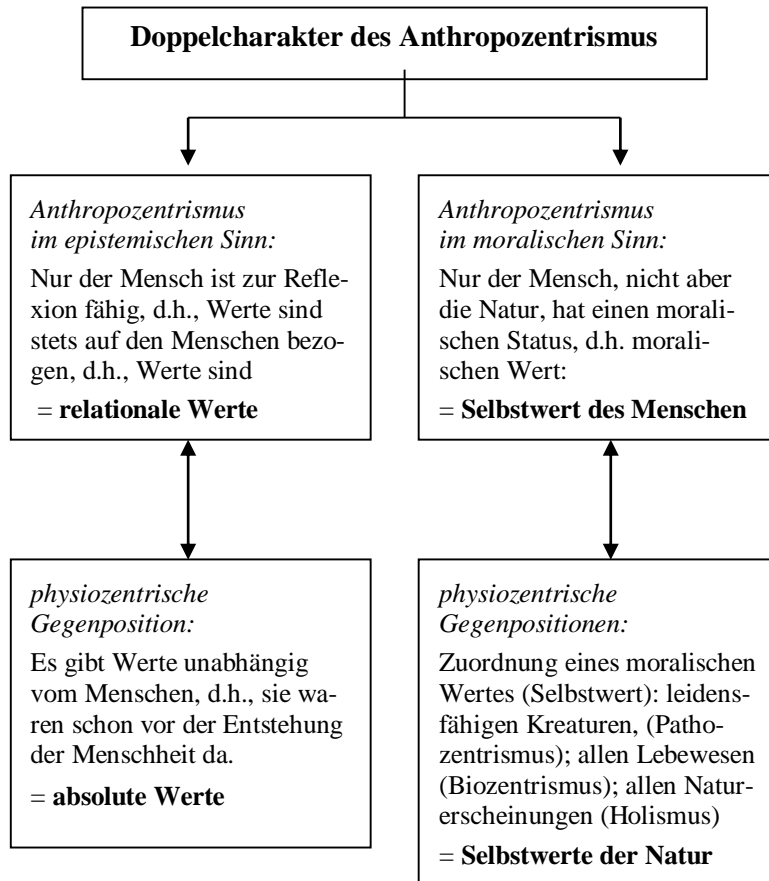 Doppelcharakter des Anthropozentrismus
Anthropozentrismus
im epistemischen Sinn:
Nur der Mensch ist zur Refle-
xion fähig, d.h., Werte sind
stets auf den Menschen bezo-
gen, d.h., Werte sind
= relationale Werte
Anthropozentrismus
im moralischen Sinn:
Nur der Mensch, nicht aber
die Natur, hat einen morali-
schen Status, d.h. morali-
schen Wert:
= Selbstwert des Menschen
physiozentrische
Gegenposition:
Es gibt Werte unabhängig
vom Menschen, d.h., sie wa-
ren schon vor der Entstehung
der Menschheit da.
= absolute Werte
physiozentrische
Gegenpositionen:
Zuordnung eines moralischen
Wertes (Selbstwert): leidens-
fähigen Kreaturen, (Patho-
zentrismus); allen Lebewesen
(Biozentrismus); allen Natur-
erscheinungen (Holismus)
= Selbstwerte der Natur